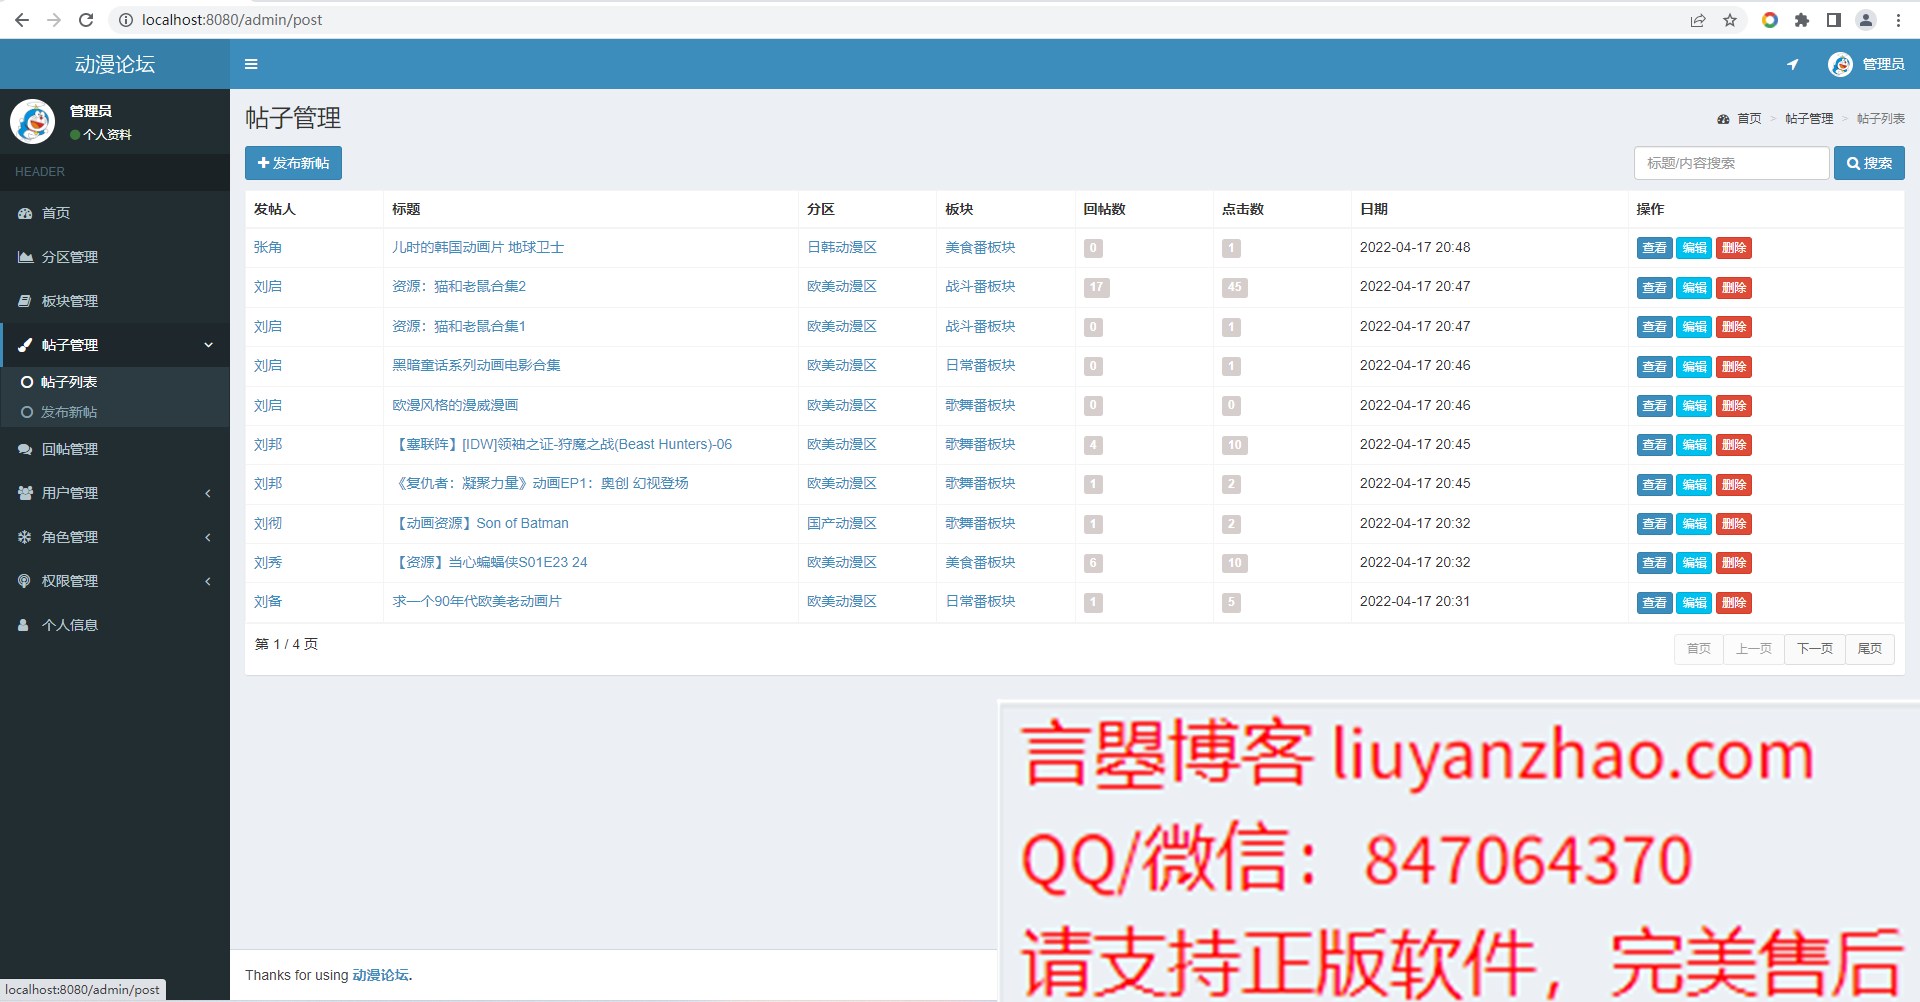 localhost:8080/admin/post
动漫论坛
管理员
管理员
个人资料
HEADER
首页
分区管理
板块管理
帖子管理
帖子列表
发布新帖
回帖管理
用户管理
角色管理
权限管理
个人信息
帖子管理
首页 > 帖子管理 > 帖子列表
发布新帖
标题/内容搜索 搜索
发帖人 标题 分区 板块 回帖数 点击数 日期 操作
张角 儿时的韩国动画片 地球卫士 日韩动漫区 美食番板块 0 1 2022-04-17 20:48 查看 编辑 删除
刘启 资源：猫和老鼠合集2 欧美动漫区 战斗番板块 17 45 2022-04-17 20:47 查看 编辑 删除
刘启 资源：猫和老鼠合集1 欧美动漫区 战斗番板块 0 1 2022-04-17 20:47 查看 编辑 删除
刘启 黑暗童话系列动画电影合集 欧美动漫区 日常番板块 0 1 2022-04-17 20:46 查看 编辑 删除
刘启 欧漫风格的漫威漫画 欧美动漫区 歌舞番板块 0 0 2022-04-17 20:46 查看 编辑 删除
刘邦 【塞联阵】[IDW]领袖之证-狩魔之战(Beast Hunters)-06 欧美动漫区 歌舞番板块 4 10 2022-04-17 20:45 查看 编辑 删除
刘邦 《复仇者：凝聚力量》动画EP1：奥创 幻视登场 欧美动漫区 歌舞番板块 1 2 2022-04-17 20:45 查看 编辑 删除
刘彻 【动画资源】Son of Batman 国产动漫区 歌舞番板块 1 2 2022-04-17 20:32 查看 编辑 删除
刘秀 【资源】当心蝙蝠侠S01E23 24 欧美动漫区 美食番板块 6 10 2022-04-17 20:32 查看 编辑 删除
刘备 求一个90年代欧美老动画片 欧美动漫区 日常番板块 1 5 2022-04-17 20:31 查看 编辑 删除
第 1 / 4 页
首页 上一页 下一页 尾页
言曌博客 liuyanzhao.com
QQ/微信：847064370
请支持正版软件，完美售后
Thanks for using 动漫论坛.
localhost:8080/admin/post